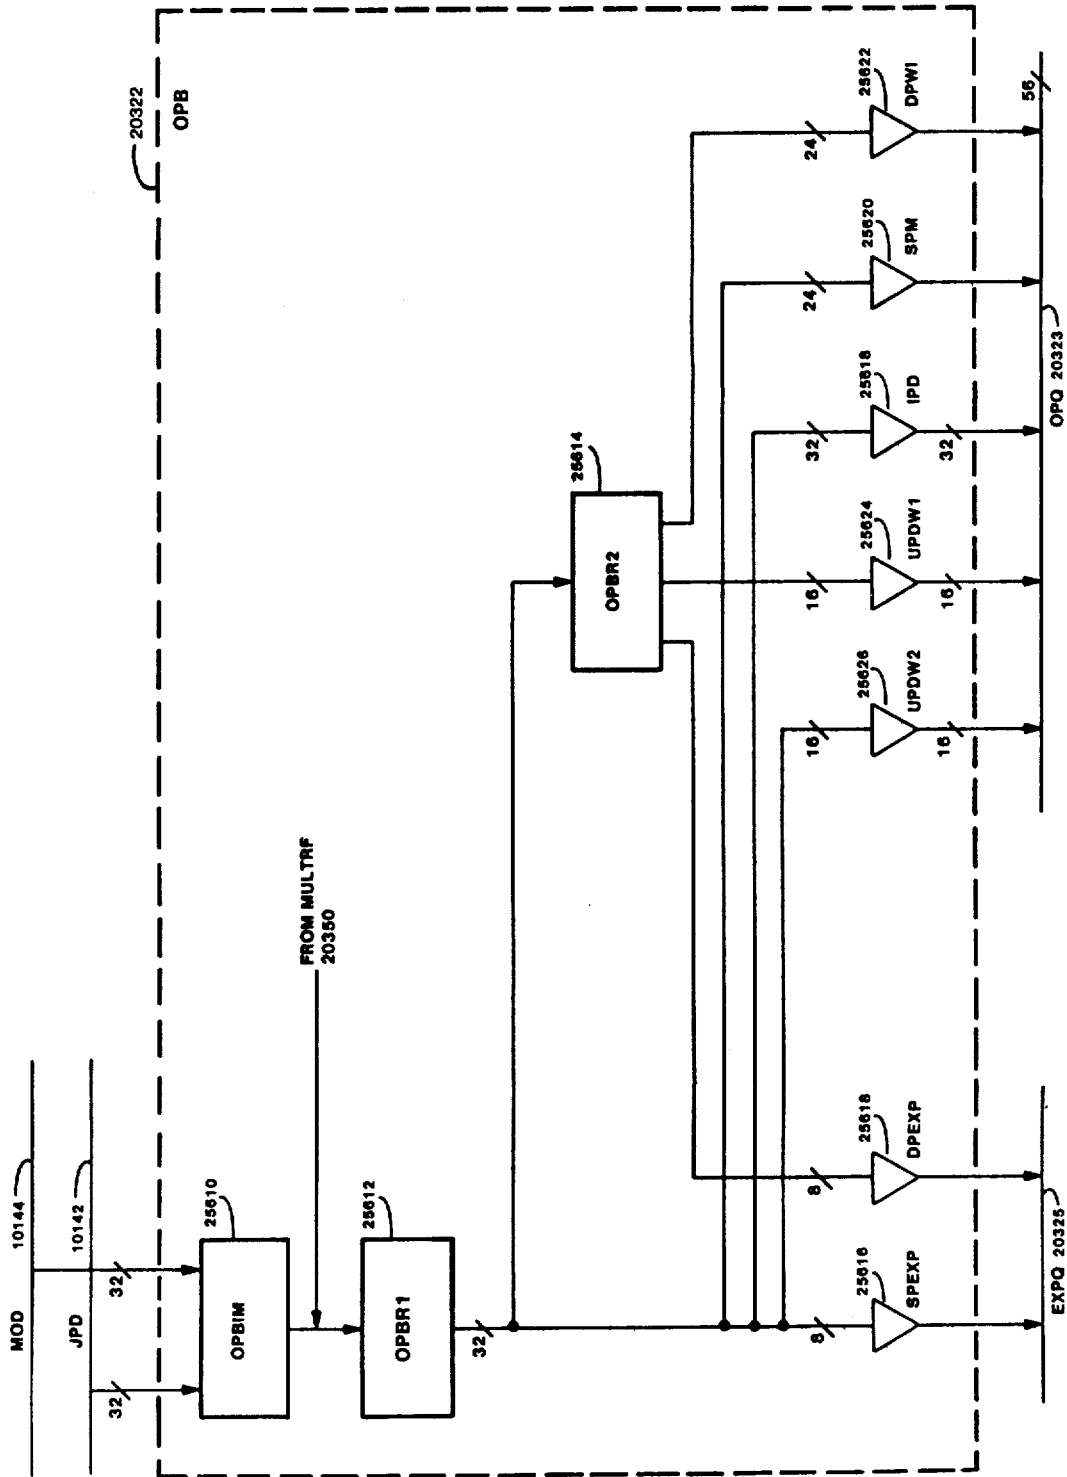 MOD 10144
JPD 10142
32
32
20322
OPB
25610
OPBIM
FROM MULTRF
20350
25612
OPBR1
32
25614
OPBR2
8
8
16
16
32
24
24
25616
SPEXP
25618
DPEXP
25626
UPDW2
25624
UPDW1
25618
IPD
25620
SPM
25622
DPWI
16
16
32
56
EXPQ 20325
OPQ 20323